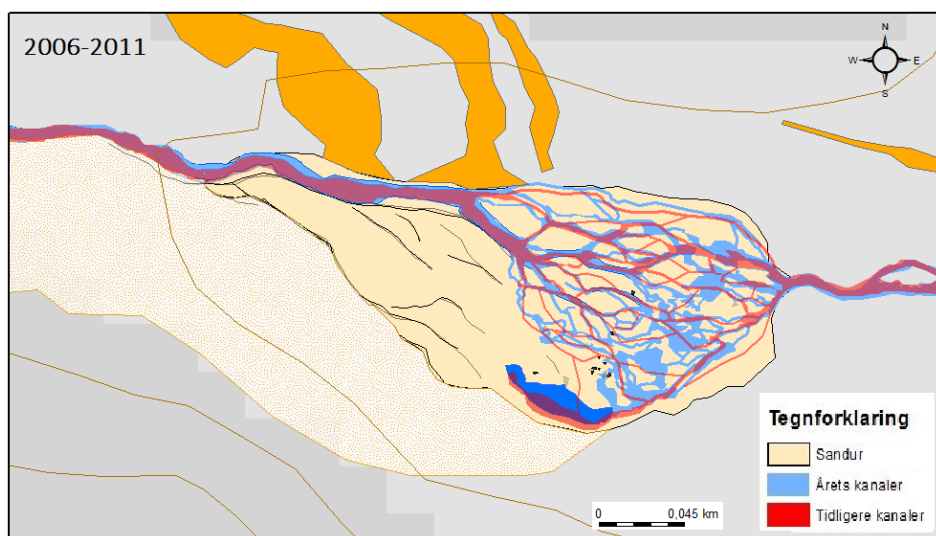 2006-2011
N
W E
S
Tegnforklaring
Sandur
Årets kanaler
Tidligere kanaler
0 0,045 km